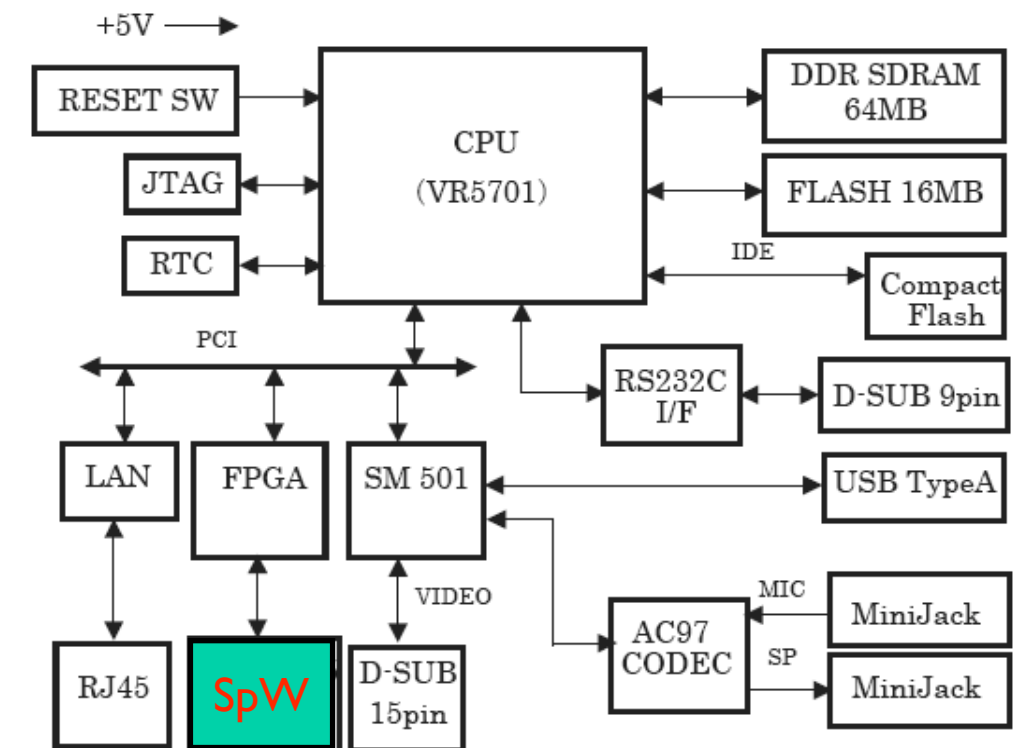 +5V
RESET SW
JTAG
RTC
CPU
(VR5701)
DDR SDRAM
64MB
FLASH 16MB
IDE
Compact
Flash
PCI
RS232C
I/F
D-SUB 9pin
LAN
FPGA
SM 501
USB TypeA
VIDEO
RJ45
SpW
D-SUB
15pin
AC97
CODEC
MIC
MiniJack
SP
MiniJack